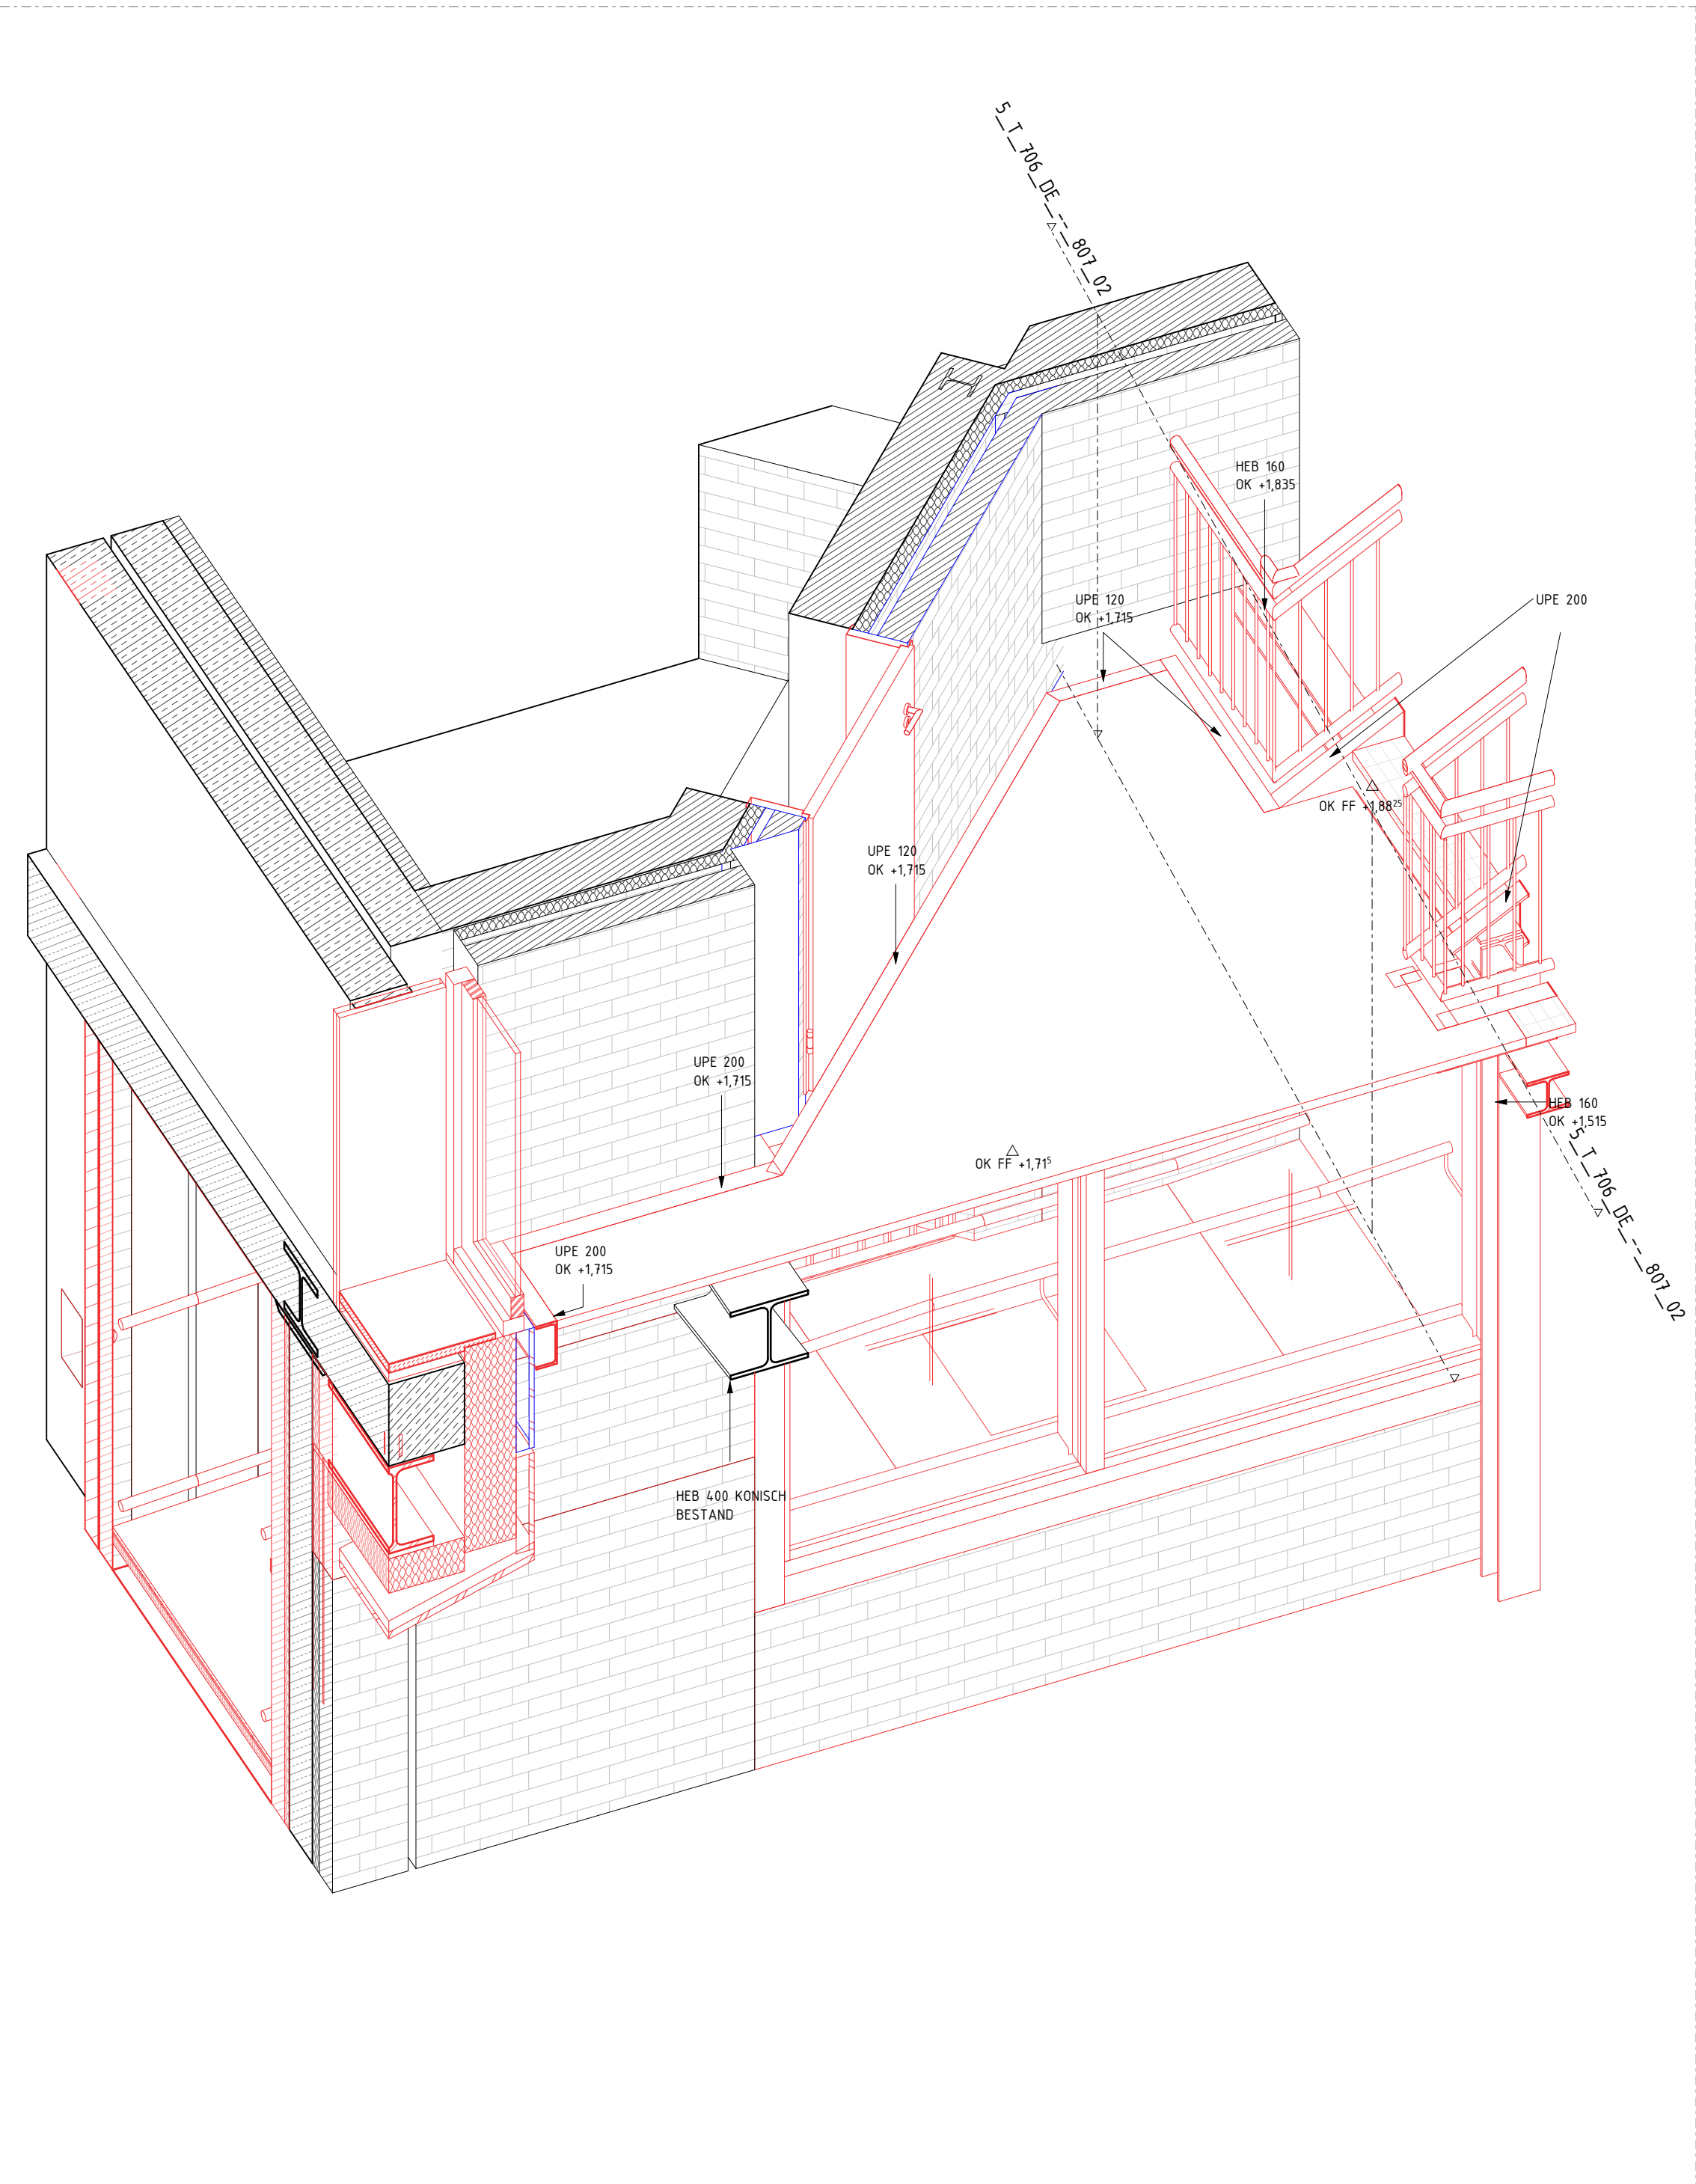 5_T_706_DE_--_807_02
HEB 160
OK +1,835
UPE 120
OK +1,715
UPE 200
OK FF +1,88²⁵
UPE 120
OK +1,715
UPE 200
OK +1,715
HEB 160
OK +1,515
OK FF +1,71⁵
5_T_706_DE_--_807_02
UPE 200
OK +1,715
HEB 400 KONISCH
BESTAND